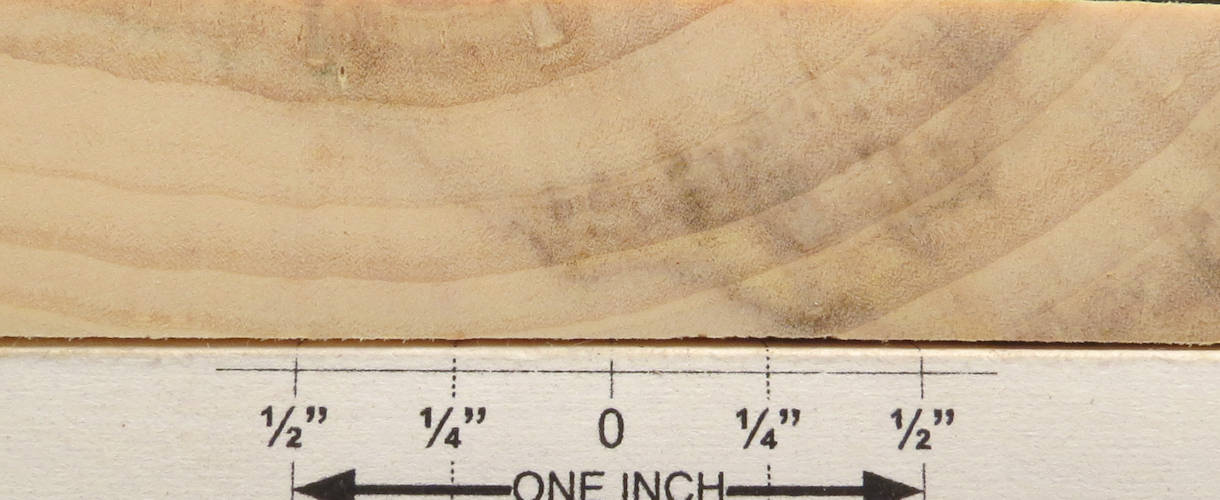 ½” ¼” 0 ¼” ½”
ONE INCH